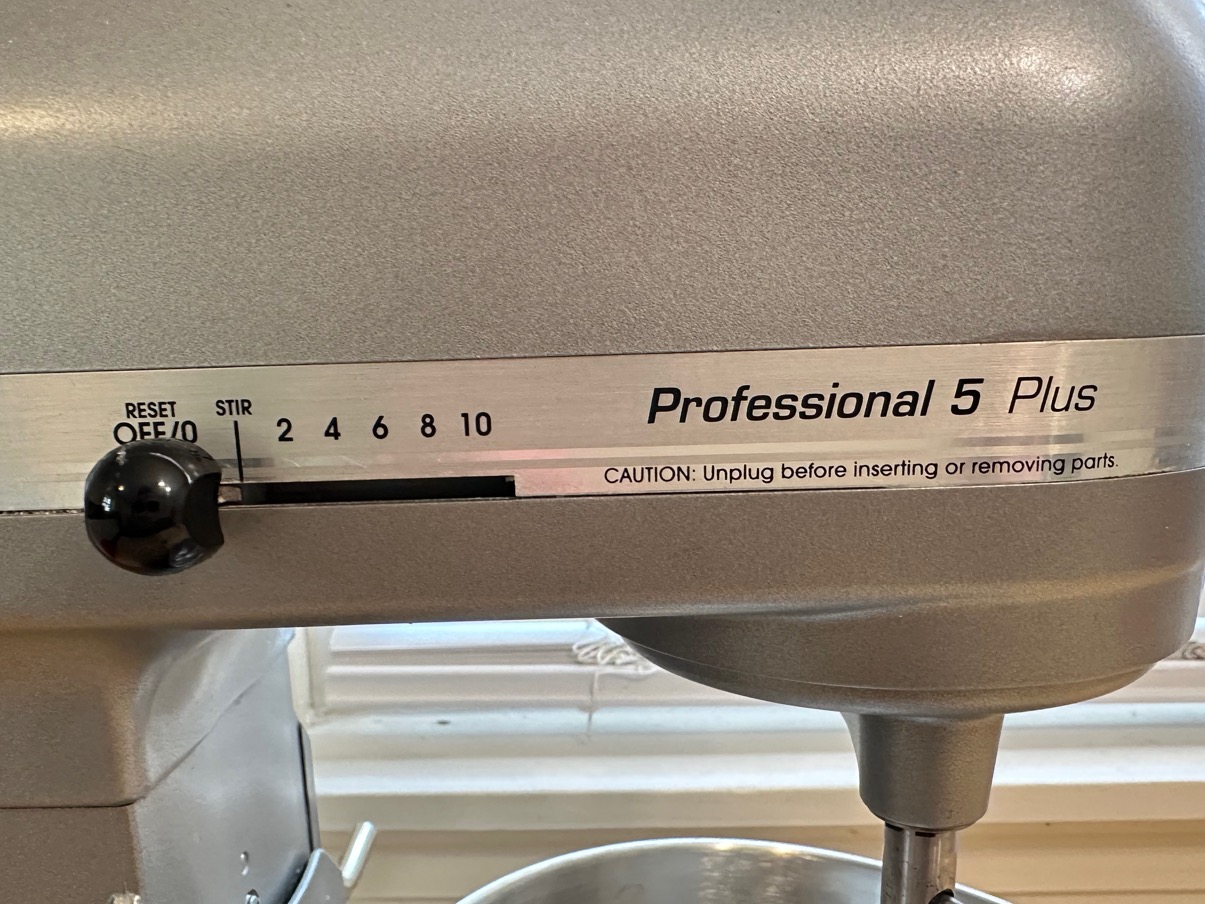 RESET STIR
OFF/0 2 4 6 8 10
Professional 5 Plus
CAUTION: Unplug before inserting or removing parts.